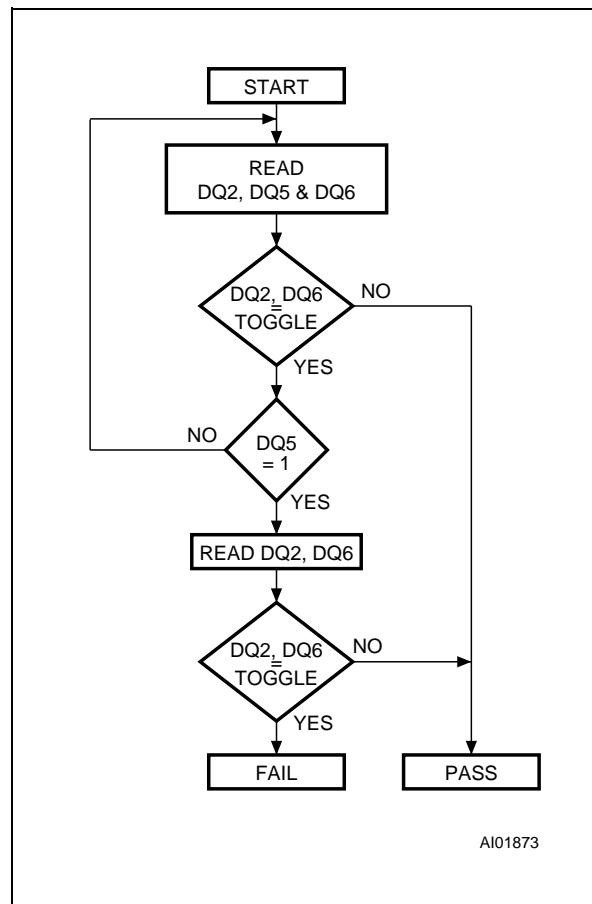 START
READ
DQ2, DQ5 & DQ6
DQ2, DQ6
=
TOGGLE
NO
YES
NO
DQ5
= 1
YES
READ DQ2, DQ6
DQ2, DQ6
=
TOGGLE
NO
YES
FAIL
PASS
AI01873